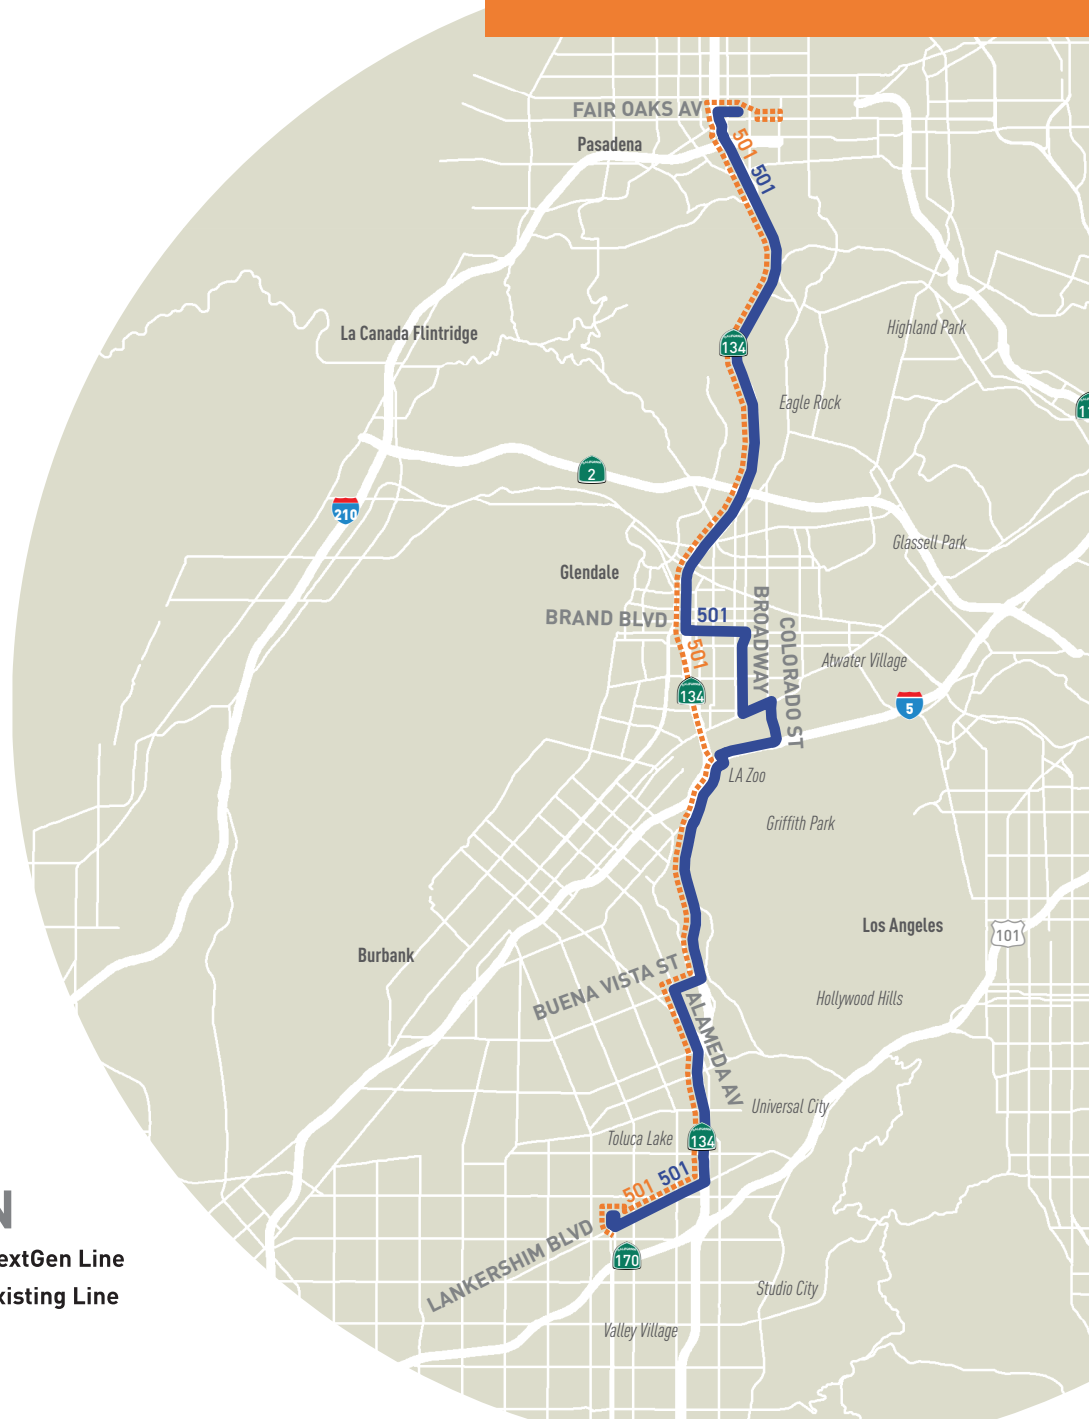 FAIR OAKS AV
Pasadena
501
501
La Canada Flintridge
134
Highland Park
Eagle Rock
2
210
Glassell Park
Glendale
BRAND BLVD
501
BROADWAY
COLORADO ST
501
Atwater Village
134
5
LA Zoo
Griffith Park
Los Angeles
101
Burbank
BUENA VISTA ST
ALAMEDA AV
Hollywood Hills
Universal City
Toluca Lake
134
501
501
LANKERSHIM BLVD
170
Studio City
Valley Village
N
extGen Line
xisting Line